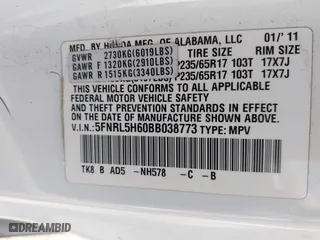 MFD. BY HONDA MFG. OF ALABAMA, LLC 01/'11
GVWR 2730KG(6019LBS) TIRE SIZE RIM SIZE
GAWR F 1320KG(2910LBS) P235/65R17 103T 17X7J
GAWR R 1515KG(3340LBS) P235/65R17 103T 17X7J
THIS VEHICLE CONFORMS TO ALL APPLICABLE
FEDERAL MOTOR VEHICLE SAFETY AND
THEFT PREVENTION STANDARDS IN EFFECT ON
THE DATE OF MANUFACTURE SHOWN ABOVE.
V.I.N.: 5FNRL5H60BB038773 TYPE: MPV
TK8 B AD5 -NH578 -C -B
DREAMBID.COM